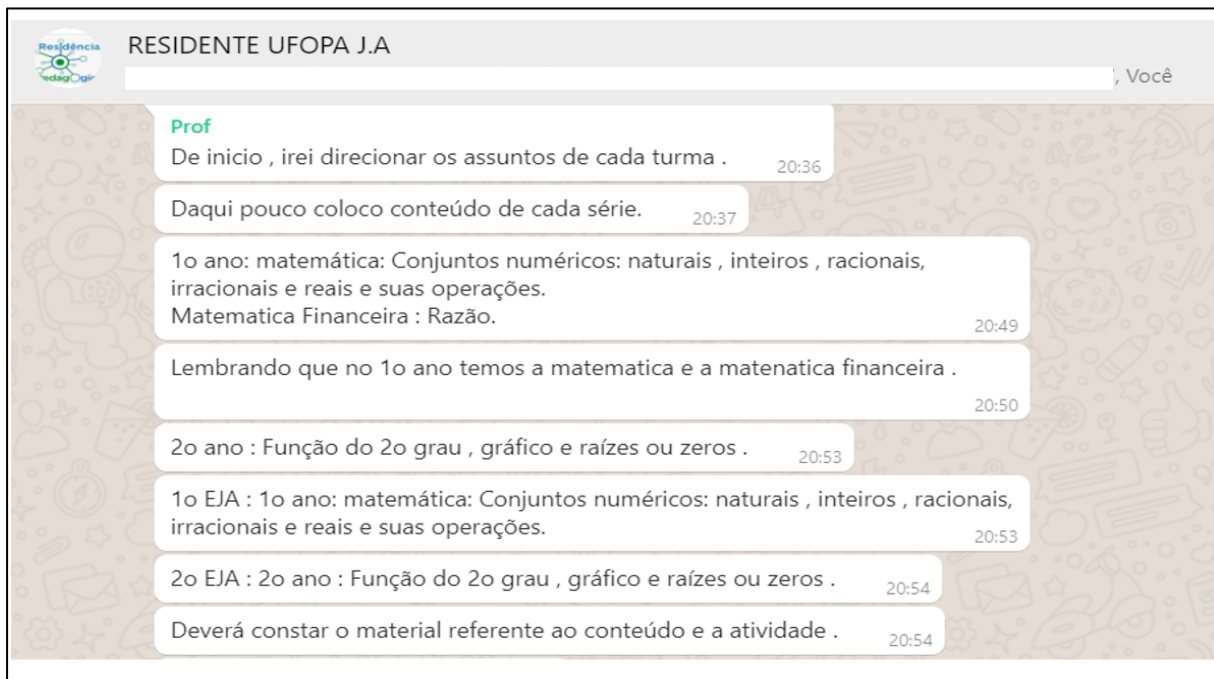 Residência
edagógi
RESIDENTE UFOPA J.A
, Você
Prof
De inicio , irei direcionar os assuntos de cada turma .
20:36
Daqui pouco coloco conteúdo de cada série.
20:37
1o ano: matemática: Conjuntos numéricos: naturais , inteiros , racionais,
irracionais e reais e suas operações.
Matematica Financeira : Razão.
20:49
Lembrando que no 1o ano temos a matematica e a matenatica financeira .
20:50
2o ano : Função do 2o grau , gráfico e raízes ou zeros .
20:53
1o EJA : 1o ano: matemática: Conjuntos numéricos: naturais , inteiros , racionais,
irracionais e reais e suas operações.
20:53
2o EJA : 2o ano : Função do 2o grau , gráfico e raízes ou zeros .
20:54
Deverá constar o material referente ao conteúdo e a atividade .
20:54